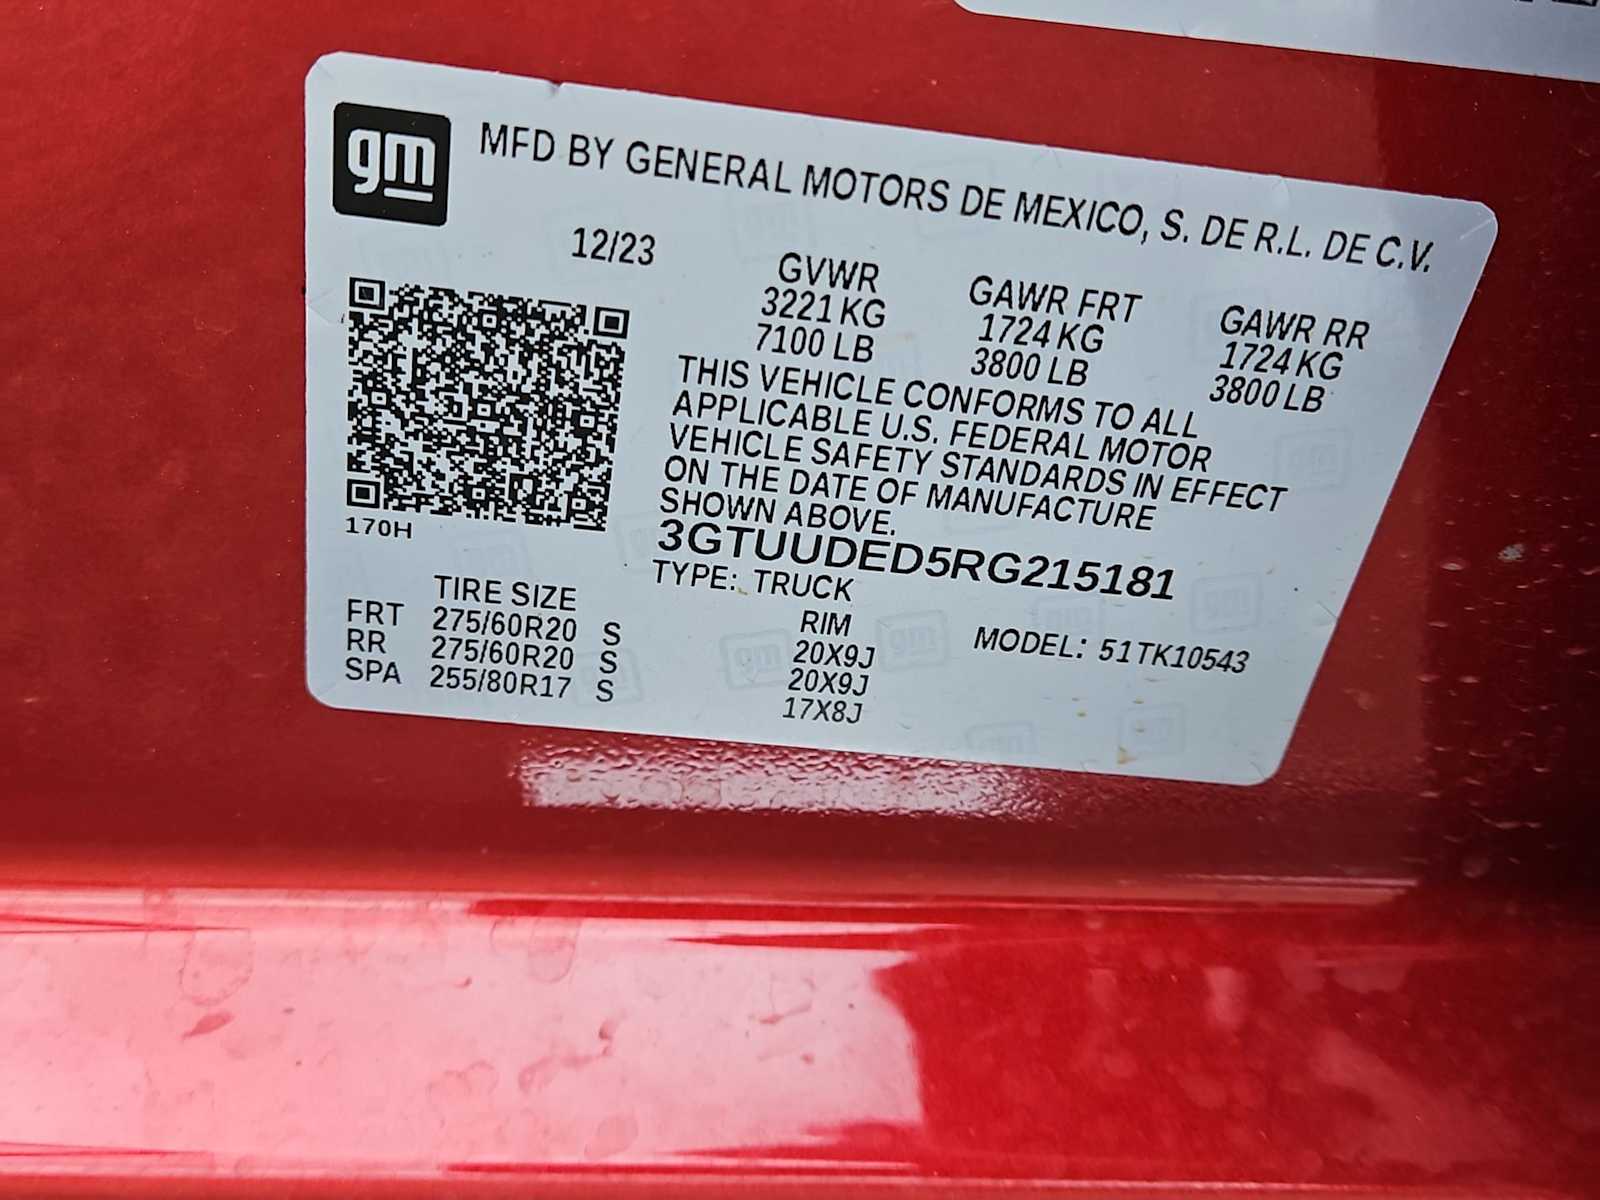 gm
MFD BY GENERAL MOTORS DE MEXICO, S. DE R.L. DE C.V.
12/23
GVWR GAWR FRT GAWR RR
3221 KG 1724 KG 1724 KG
7100 LB 3800 LB 3800 LB
THIS VEHICLE CONFORMS TO ALL
APPLICABLE U.S. FEDERAL MOTOR
VEHICLE SAFETY STANDARDS IN EFFECT
ON THE DATE OF MANUFACTURE
SHOWN ABOVE.
170H
3GTUUDED5RG215181
TYPE: TRUCK
MODEL: 51TK10543
TIRE SIZE RIM
FRT 275/60R20 S 20X9J
RR 275/60R20 S 20X9J
SPA 255/80R17 S 17X8J